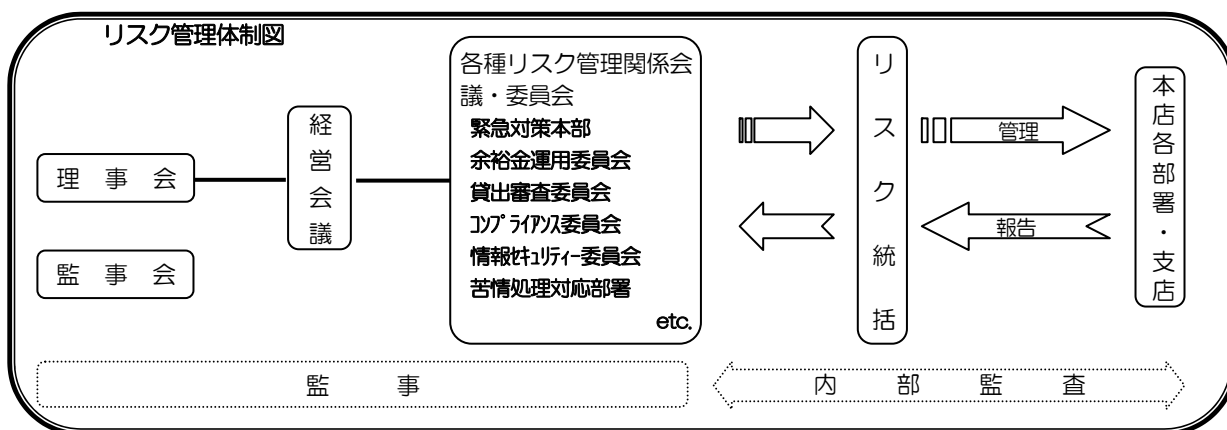 リスク管理体制図
理事会
監事会
経営会議
各種リスク管理関係会
議・委員会
緊急対策本部
余裕金運用委員会
貸出審査委員会
ｺﾝﾌﾟﾗｲｱﾝｽ委員会
情報ｾｷｭﾘﾃｨｰ委員会
苦情処理対応部署
etc.
リスク統括
管理
報告
本店各部署・支店
監事
内部監査